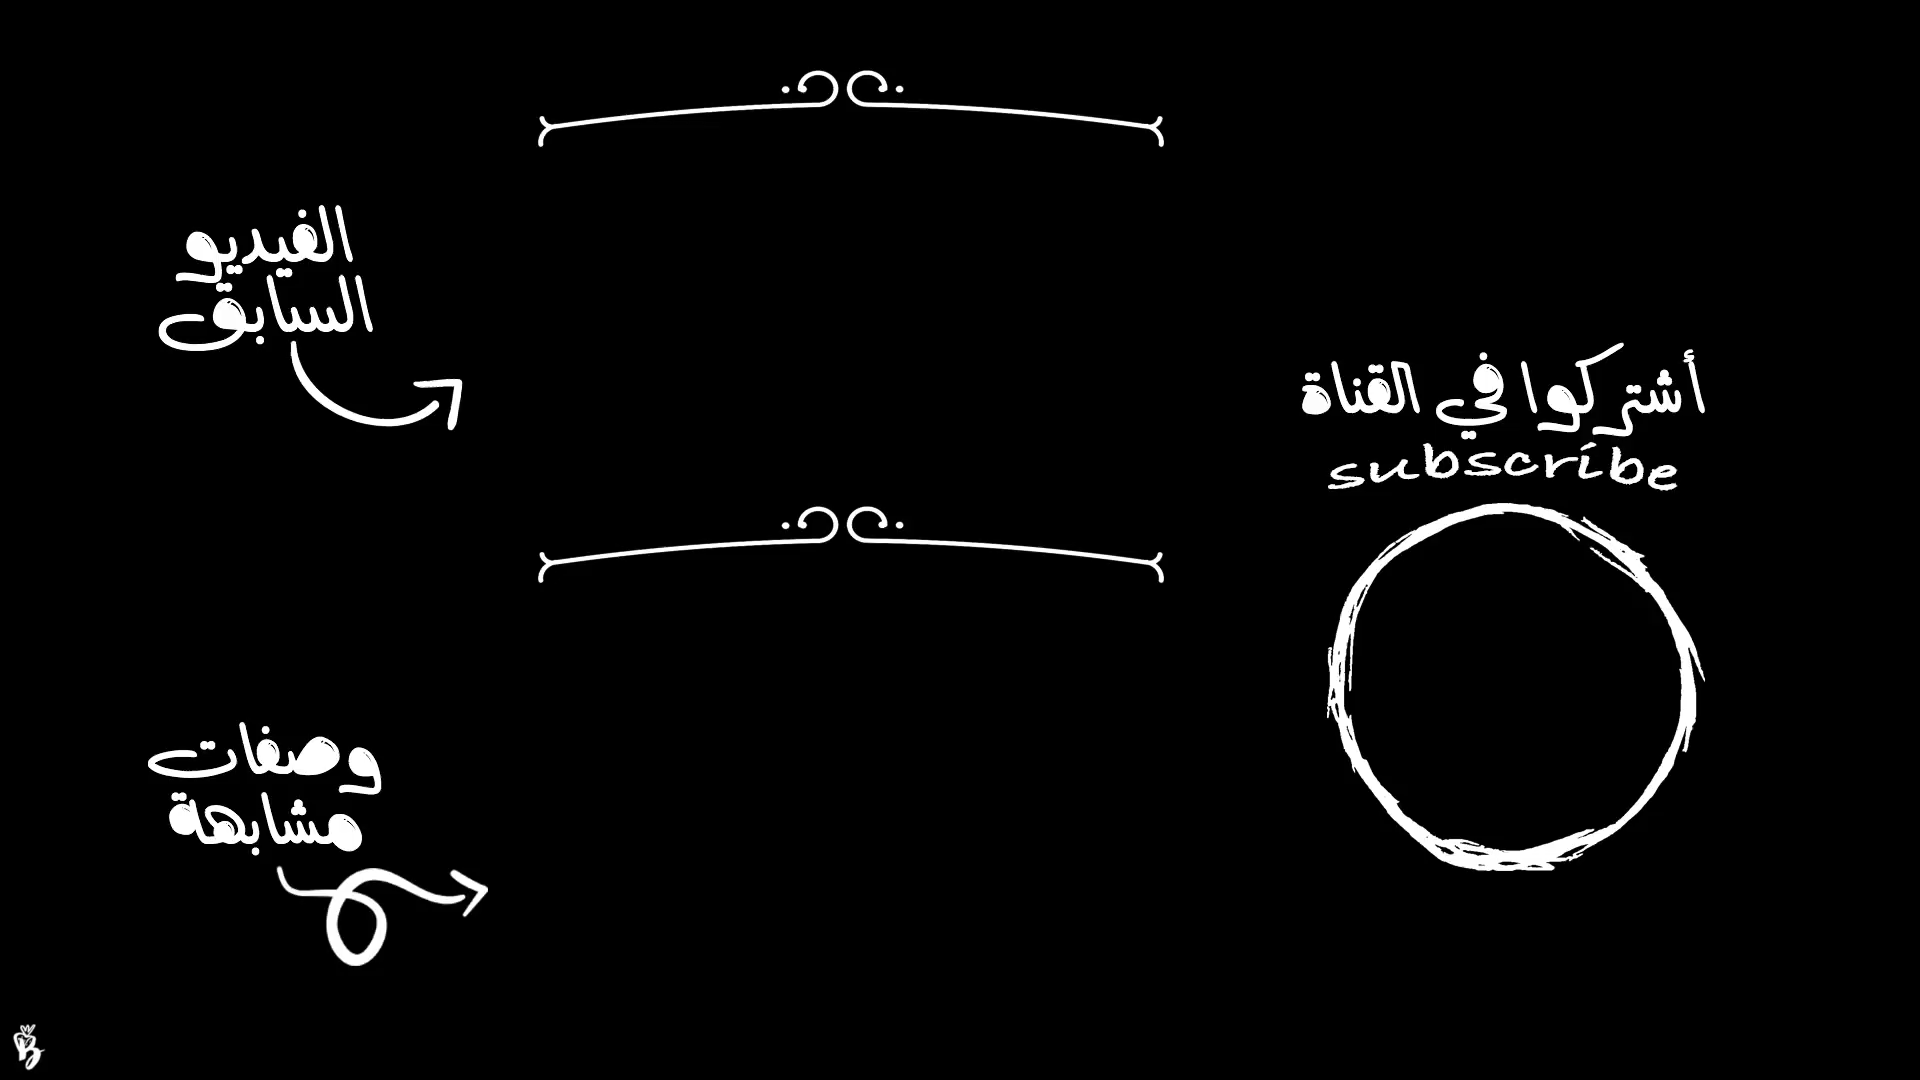 الفيديو
السابق
أشتركوا في القناة
subscribe
وصفات
مشابهة